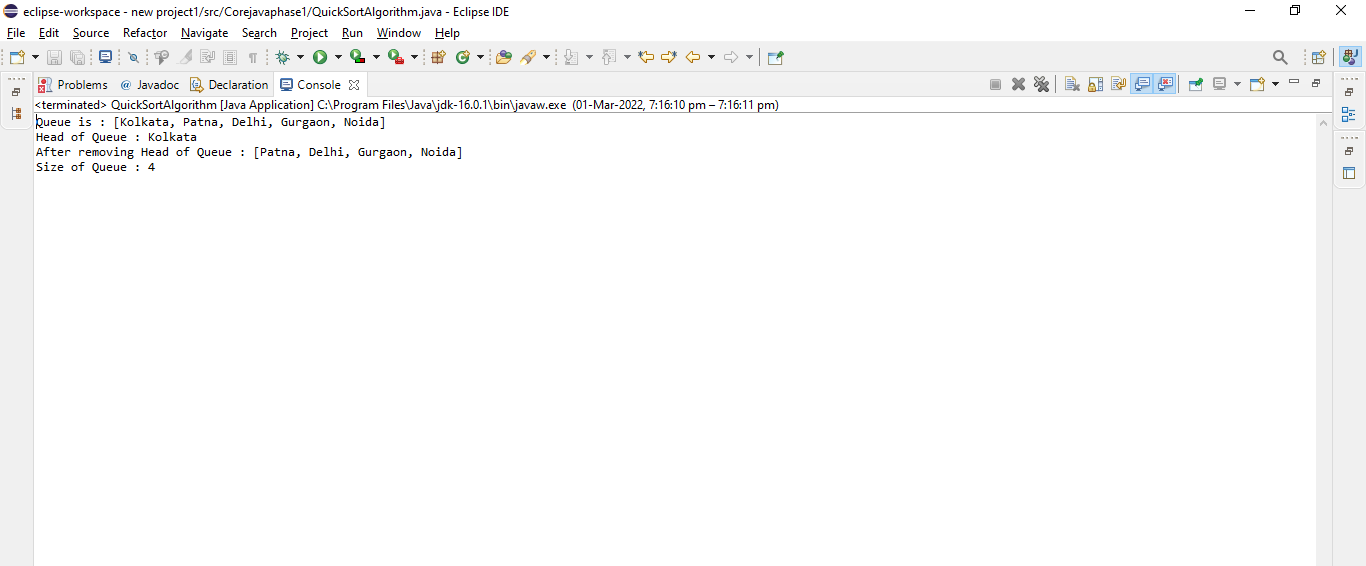 eclipse-workspace - new project1/src/Corejavaphase1/QuickSortAlgorithm.java - Eclipse IDE
File Edit Source Refactor Navigate Search Project Run Window Help
Problems @ Javadoc Declaration Console
<terminated> QuickSortAlgorithm [Java Application] C:\Program Files\Java\jdk-16.0.1\bin\javaw.exe (01-Mar-2022, 7:16:10 pm – 7:16:11 pm)
Queue is : [Kolkata, Patna, Delhi, Gurgaon, Noida]
Head of Queue : Kolkata
After removing Head of Queue : [Patna, Delhi, Gurgaon, Noida]
Size of Queue : 4